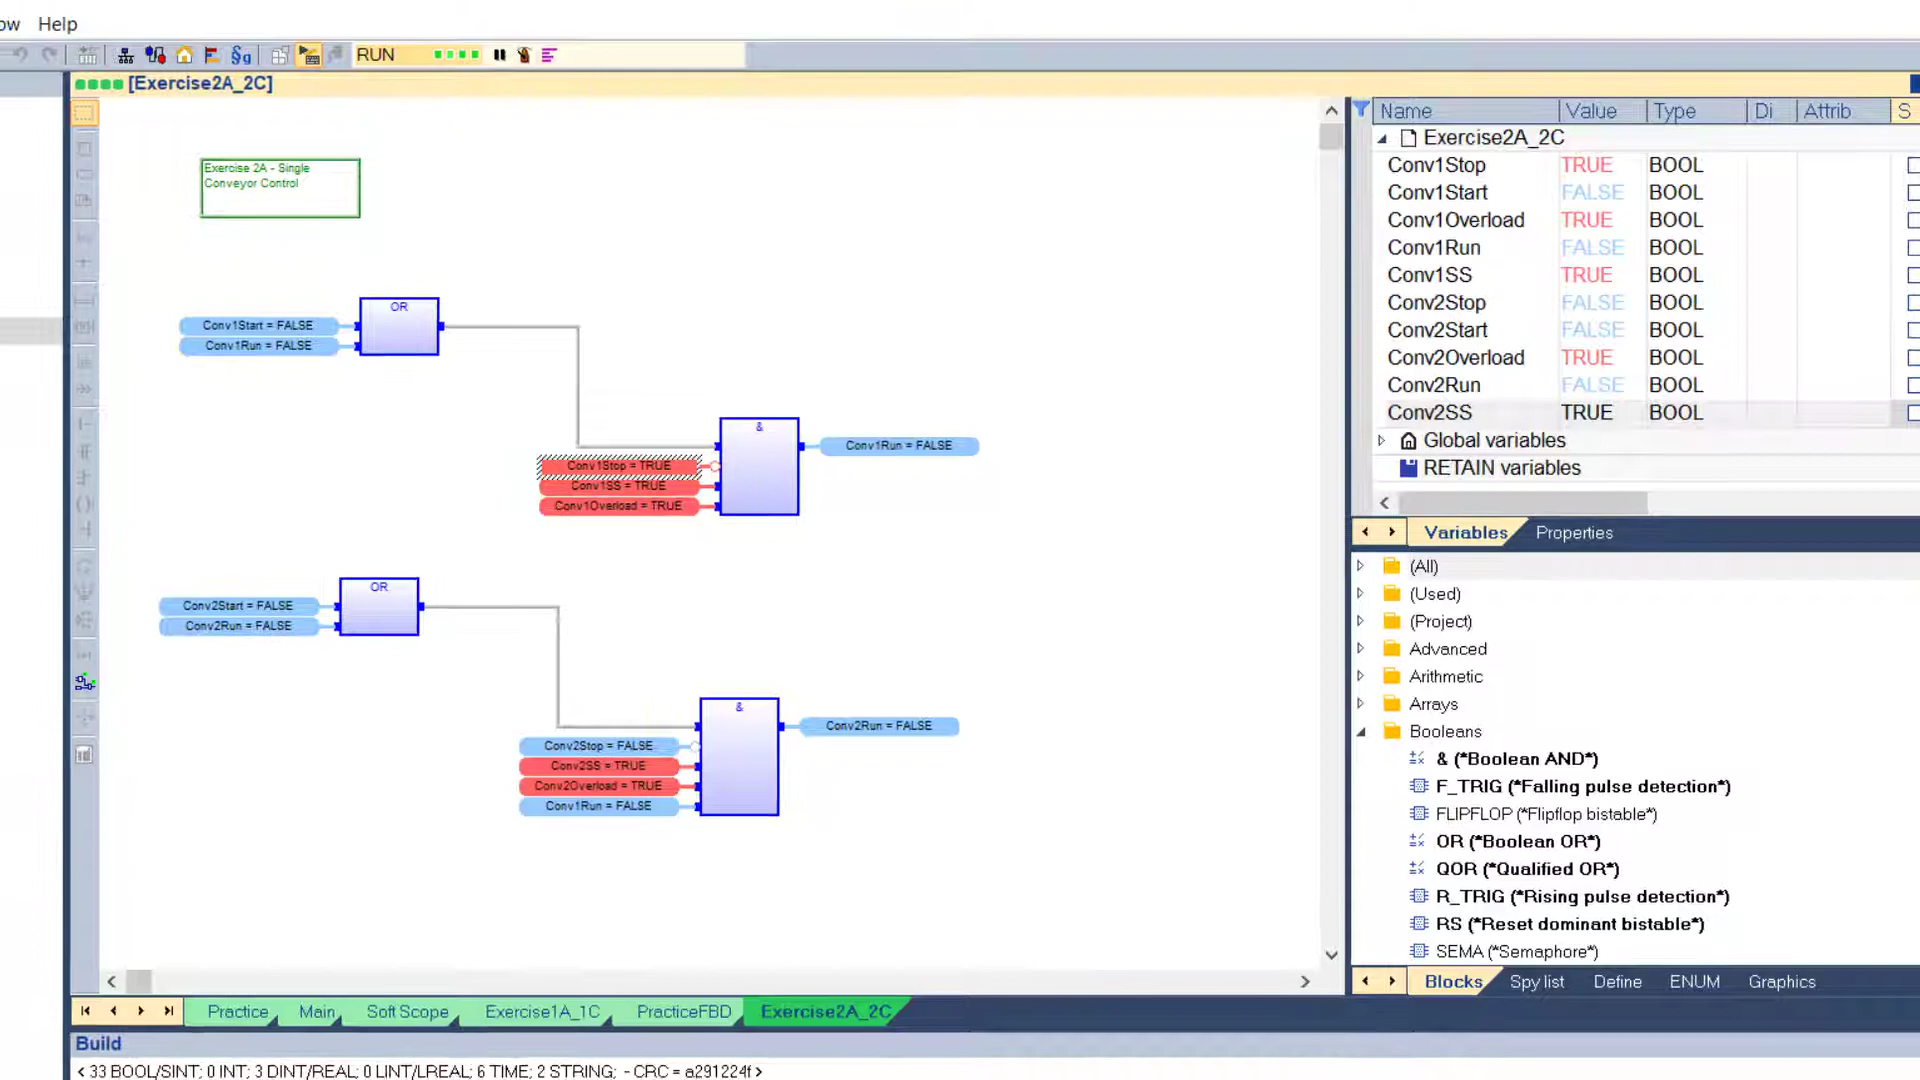 ow Help
RUN
[Exercise2A_2C]
Exercise 2A - Single
Conveyor Control
OR
Conv1Start = FALSE
Conv1Run = FALSE
&
Conv1Run = FALSE
Conv1Stop = TRUE
Conv1SS = TRUE
Conv1Overload = TRUE
OR
Conv2Start = FALSE
Conv2Run = FALSE
&
Conv2Run = FALSE
Conv2Stop = FALSE
Conv2SS = TRUE
Conv2Overload = TRUE
Conv1Run = FALSE
Name Value Type Di Attrib S
Exercise2A_2C
Conv1Stop TRUE BOOL
Conv1Start FALSE BOOL
Conv1Overload TRUE BOOL
Conv1Run FALSE BOOL
Conv1SS TRUE BOOL
Conv2Stop FALSE BOOL
Conv2Start FALSE BOOL
Conv2Overload TRUE BOOL
Conv2Run FALSE BOOL
Conv2SS TRUE BOOL
Global variables
RETAIN variables
Variables Properties
(All)
(Used)
(Project)
Advanced
Arithmetic
Arrays
Booleans
& (*Boolean AND*)
F_TRIG (*Falling pulse detection*)
FLIPFLOP (*Flipflop bistable*)
OR (*Boolean OR*)
QOR (*Qualified OR*)
R_TRIG (*Rising pulse detection*)
RS (*Reset dominant bistable*)
SEMA (*Semaphore*)
Blocks Spy list Define ENUM Graphics
Practice Main Soft Scope Exercise1A_1C PracticeFBD Exercise2A_2C
Build
< 33 BOOL/SINT; 0 INT; 3 DINT/REAL; 0 LINT/LREAL; 6 TIME; 2 STRING; - CRC = a291224f >